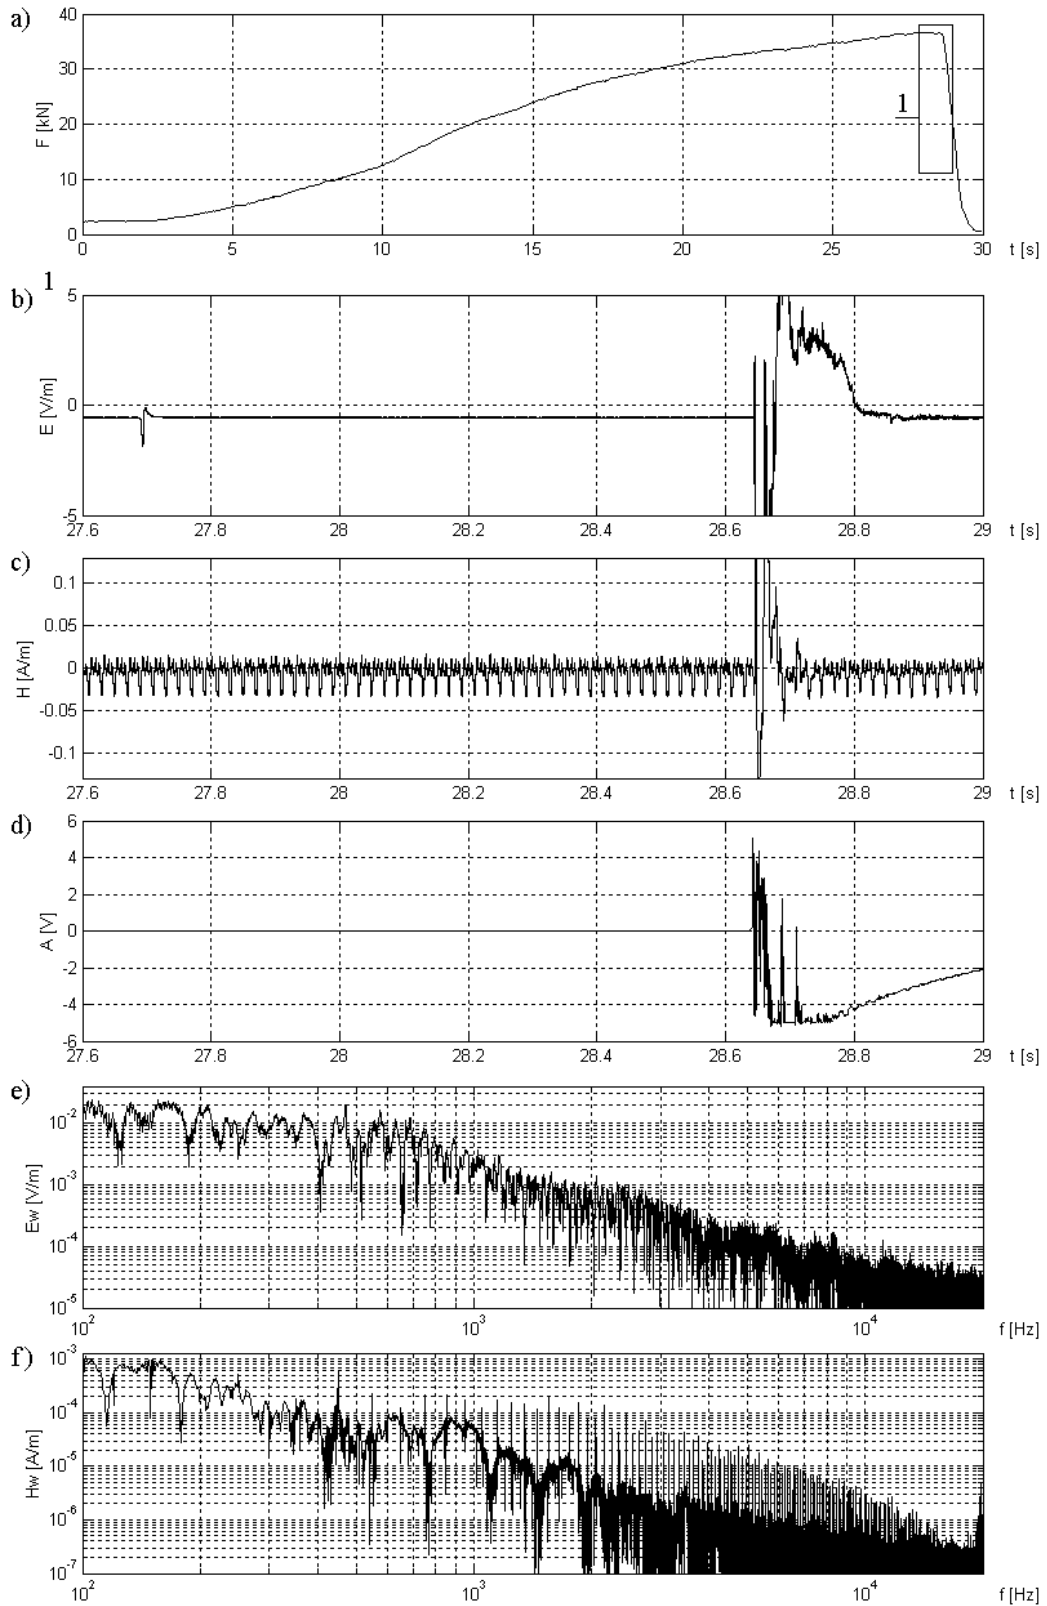 a)
40
30
20
10
0
F [kN]
1
0 5 10 15 20 25 30 t [s]
1
b)
5
0
-5
E [V/m]
27.6 27.8 28 28.2 28.4 28.6 28.8 29 t [s]
c)
0.1
0.05
0
-0.05
-0.1
H [A/m]
27.6 27.8 28 28.2 28.4 28.6 28.8 29 t [s]
d)
6
4
2
0
-2
-4
-6
A [V]
27.6 27.8 28 28.2 28.4 28.6 28.8 29 t [s]
e)
10⁻²
10⁻³
10⁻⁴
10⁻⁵
Ew [V/m]
10² 10³ 10⁴ f [Hz]
f)
10⁻³
10⁻⁴
10⁻⁵
10⁻⁶
10⁻⁷
Hw [A/m]
10² 10³ 10⁴ f [Hz]